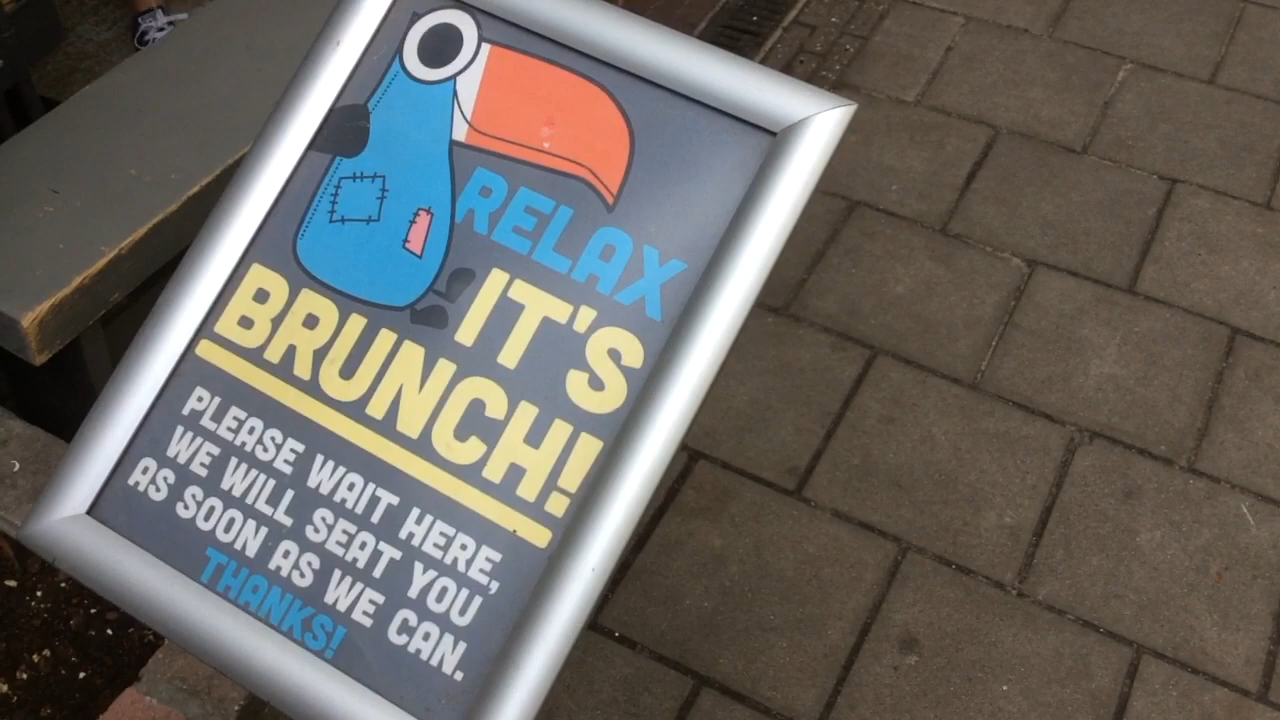 RELAX
IT'S
BRUNCH!
PLEASE WAIT HERE,
WE WILL SEAT YOU
AS SOON AS WE CAN.
THANKS!